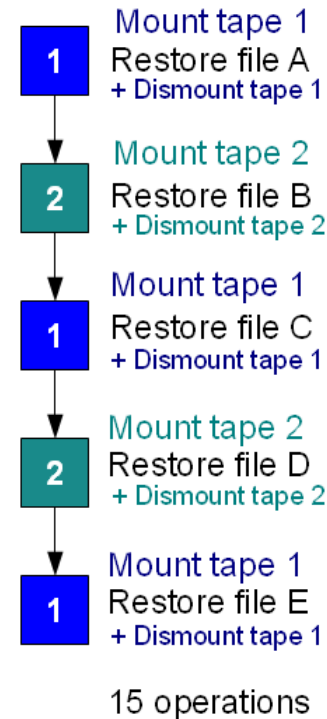 Mount tape 1
1 Restore file A
+ Dismount tape 1
Mount tape 2
2 Restore file B
+ Dismount tape 2
Mount tape 1
1 Restore file C
+ Dismount tape 1
Mount tape 2
2 Restore file D
+ Dismount tape 2
Mount tape 1
1 Restore file E
+ Dismount tape 1
15 operations